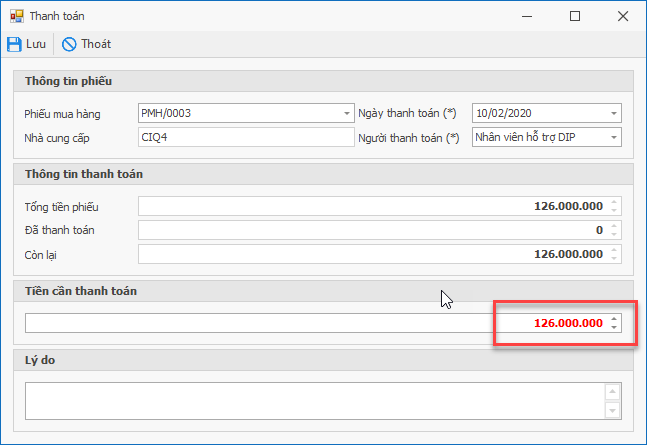 Thanh toán
Lưu Thoát
Thông tin phiếu
Phiếu mua hàng PMH/0003 Ngày thanh toán (*) 10/02/2020
Nhà cung cấp CIQ4 Người thanh toán (*) Nhân viên hỗ trợ DIP
Thông tin thanh toán
Tổng tiền phiếu 126.000.000
Đã thanh toán 0
Còn lại 126.000.000
Tiền cần thanh toán
126.000.000
Lý do